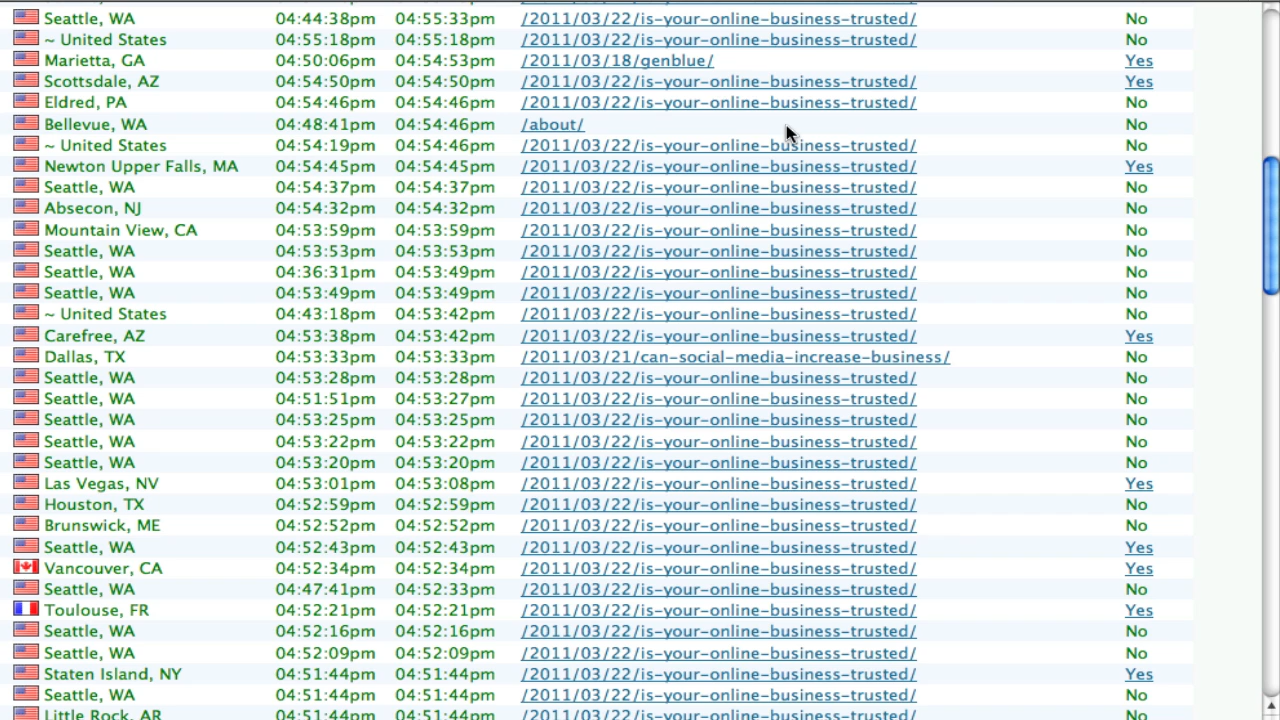 Seattle, WA 04:44:38pm 04:55:33pm /2011/03/22/is-your-online-business-trusted/ No
~ United States 04:55:18pm 04:55:18pm /2011/03/22/is-your-online-business-trusted/ No
Marietta, GA 04:50:06pm 04:54:53pm /2011/03/18/genblue/ Yes
Scottsdale, AZ 04:54:50pm 04:54:50pm /2011/03/22/is-your-online-business-trusted/ Yes
Eldred, PA 04:54:46pm 04:54:46pm /2011/03/22/is-your-online-business-trusted/ No
Bellevue, WA 04:48:41pm 04:54:46pm /about/ No
~ United States 04:54:19pm 04:54:46pm /2011/03/22/is-your-online-business-trusted/ No
Newton Upper Falls, MA 04:54:45pm 04:54:45pm /2011/03/22/is-your-online-business-trusted/ Yes
Seattle, WA 04:54:37pm 04:54:37pm /2011/03/22/is-your-online-business-trusted/ No
Absecon, NJ 04:54:32pm 04:54:32pm /2011/03/22/is-your-online-business-trusted/ No
Mountain View, CA 04:53:59pm 04:53:59pm /2011/03/22/is-your-online-business-trusted/ No
Seattle, WA 04:53:53pm 04:53:53pm /2011/03/22/is-your-online-business-trusted/ No
Seattle, WA 04:36:31pm 04:53:49pm /2011/03/22/is-your-online-business-trusted/ No
Seattle, WA 04:53:49pm 04:53:49pm /2011/03/22/is-your-online-business-trusted/ No
~ United States 04:43:18pm 04:53:42pm /2011/03/22/is-your-online-business-trusted/ No
Carefree, AZ 04:53:38pm 04:53:42pm /2011/03/22/is-your-online-business-trusted/ Yes
Dallas, TX 04:53:33pm 04:53:33pm /2011/03/21/can-social-media-increase-business/ No
Seattle, WA 04:53:28pm 04:53:28pm /2011/03/22/is-your-online-business-trusted/ No
Seattle, WA 04:51:51pm 04:53:27pm /2011/03/22/is-your-online-business-trusted/ No
Seattle, WA 04:53:25pm 04:53:25pm /2011/03/22/is-your-online-business-trusted/ No
Seattle, WA 04:53:22pm 04:53:22pm /2011/03/22/is-your-online-business-trusted/ No
Seattle, WA 04:53:20pm 04:53:20pm /2011/03/22/is-your-online-business-trusted/ No
Las Vegas, NV 04:53:01pm 04:53:08pm /2011/03/22/is-your-online-business-trusted/ Yes
Houston, TX 04:52:59pm 04:52:59pm /2011/03/22/is-your-online-business-trusted/ No
Brunswick, ME 04:52:52pm 04:52:52pm /2011/03/22/is-your-online-business-trusted/ No
Seattle, WA 04:52:43pm 04:52:43pm /2011/03/22/is-your-online-business-trusted/ Yes
Vancouver, CA 04:52:34pm 04:52:34pm /2011/03/22/is-your-online-business-trusted/ Yes
Seattle, WA 04:47:41pm 04:52:33pm /2011/03/22/is-your-online-business-trusted/ No
Toulouse, FR 04:52:21pm 04:52:21pm /2011/03/22/is-your-online-business-trusted/ Yes
Seattle, WA 04:52:16pm 04:52:16pm /2011/03/22/is-your-online-business-trusted/ No
Seattle, WA 04:52:09pm 04:52:09pm /2011/03/22/is-your-online-business-trusted/ No
Staten Island, NY 04:51:44pm 04:51:44pm /2011/03/22/is-your-online-business-trusted/ Yes
Seattle, WA 04:51:44pm 04:51:44pm /2011/03/22/is-your-online-business-trusted/ No
Little Rock, AR 04:51:44pm 04:51:44pm /2011/03/22/is-your-online-business-trusted/ No